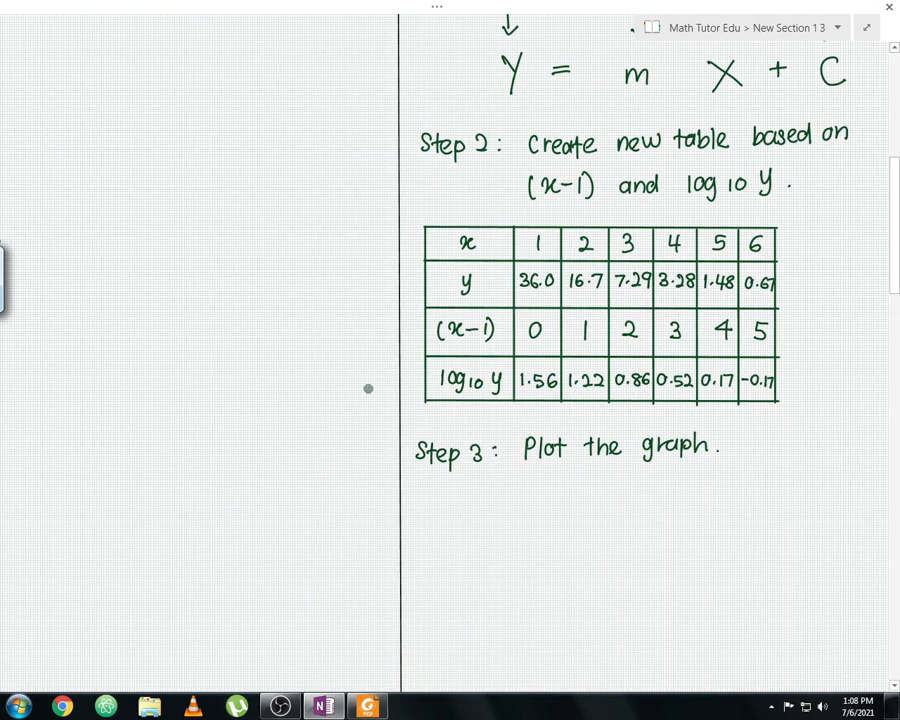 Math Tutor Edu > New Section 1 3
Y = m X + C
Step 2: Create new table based on
(x-1) and log 10 y.
x 1 2 3 4 5 6
y 36.0 16.7 7.29 3.28 1.48 0.67
(x-1) 0 1 2 3 4 5
log10 y 1.56 1.22 0.86 0.52 0.17 -0.17
Step 3: Plot the graph.
PDF
1:08 PM
7/6/2021